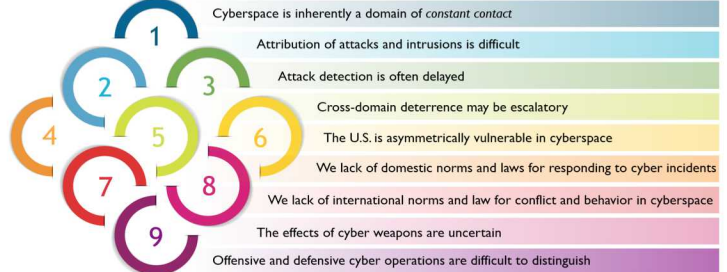 Cyberspace is inherently a domain of constant contact
1
Attribution of attacks and intrusions is difficult
2
3
Attack detection is often delayed
Cross-domain deterrence may be escalatory
4
5
6
The U.S. is asymmetrically vulnerable in cyberspace
We lack of domestic norms and laws for responding to cyber incidents
7
8
We lack of international norms and law for conflict and behavior in cyberspace
The effects of cyber weapons are uncertain
9
Offensive and defensive cyber operations are difficult to distinguish